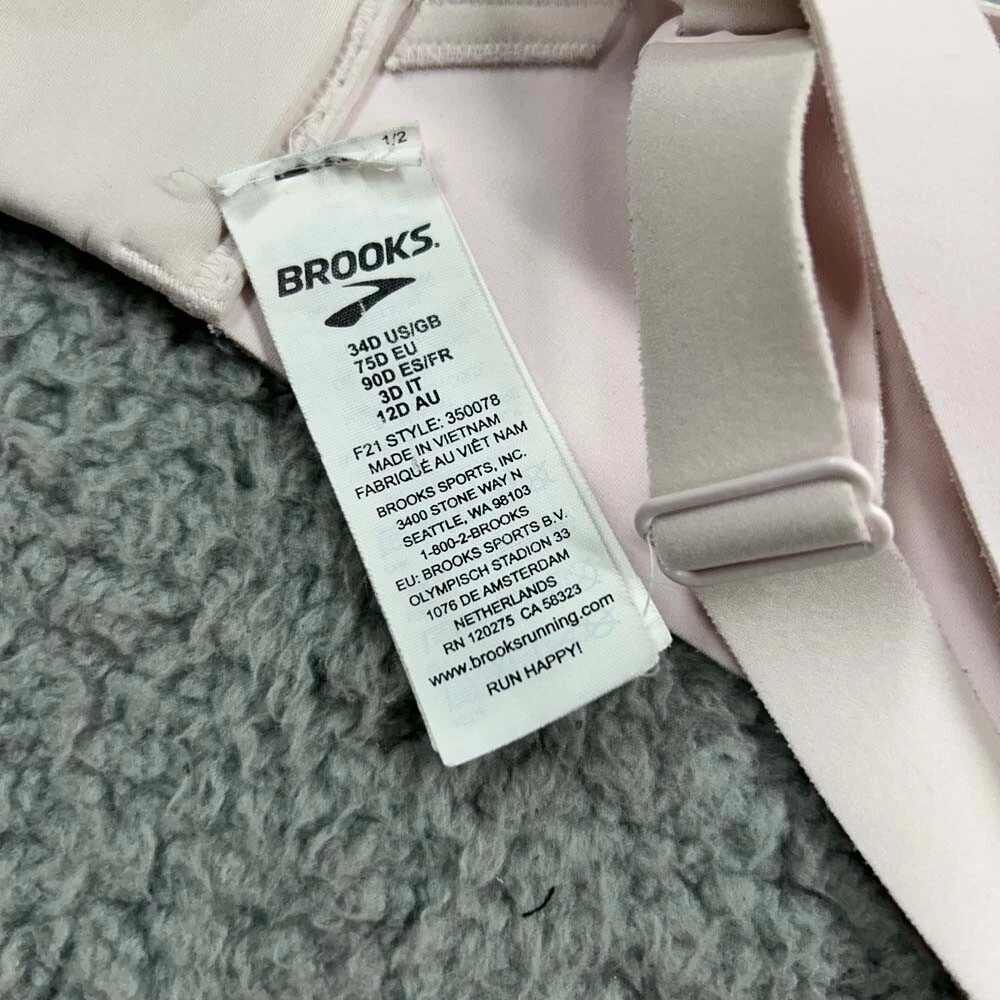 1/2
BROOKS.
34D US/GB
75D EU
90D ES/FR
3D IT
12D AU
F21 STYLE: 350078
MADE IN VIETNAM
FABRIQUÉ AU VIÊT NAM
BROOKS SPORTS, INC.
3400 STONE WAY N
SEATTLE, WA 98103
1-800-2-BROOKS
EU: BROOKS SPORTS B.V.
OLYMPISCH STADION 33
1076 DE AMSTERDAM
NETHERLANDS
RN 120275 CA 58323
www.brooksrunning.com
RUN HAPPY!